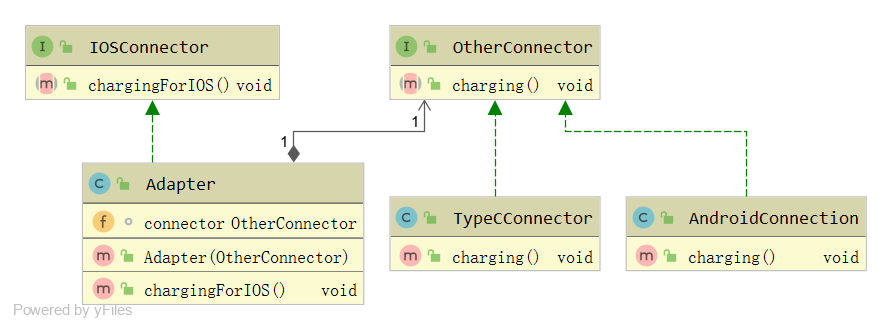 IOSConnector
chargingForIOS() void
OtherConnector
charging() void
1
1
Adapter
connector OtherConnector
Adapter(OtherConnector)
chargingForIOS() void
TypeCConnector
charging() void
AndroidConnection
charging() void
Powered by yFiles